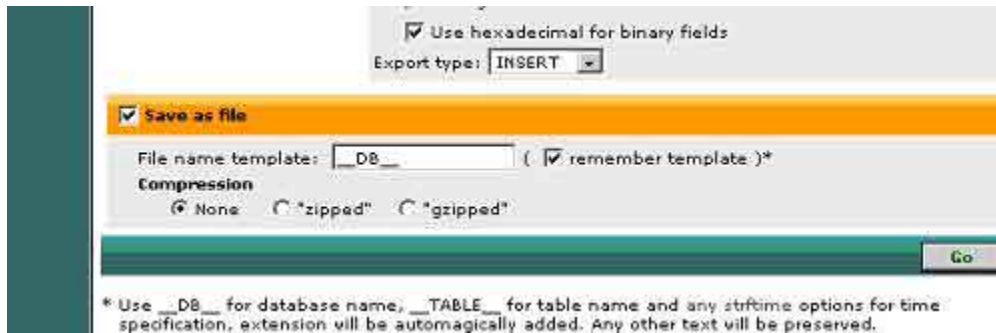 Use hexadecimal for binary fields
Export type: INSERT
Save as file
File name template: __DB__ ( remember template )*
Compression
None "zipped" "gzipped"
Go
* Use __DB__ for database name, __TABLE__ for table name and any strftime options for time
specification, extension will be automagically added. Any other text will be preserved.